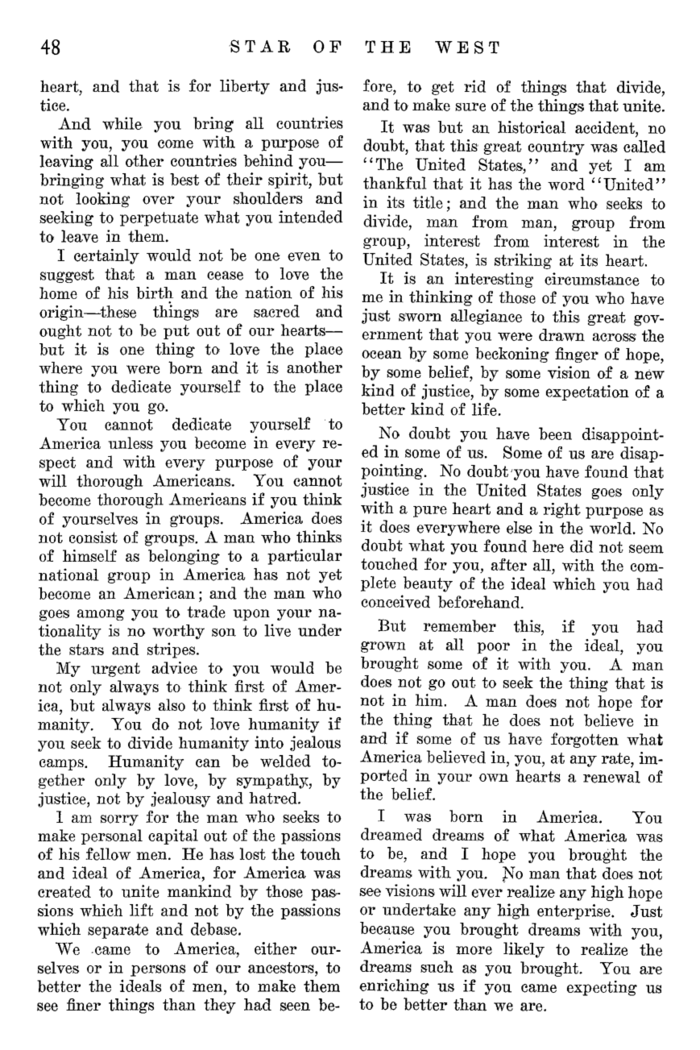 48
STAR OF THE WEST
heart, and that is for liberty and jus-
tice.
And while you bring all countries
with you, you come with a purpose of
leaving all other countries behind you—
bringing what is best of their spirit, but
not looking over your shoulders and
seeking to perpetuate what you intended
to leave in them.
I certainly would not be one even to
suggest that a man cease to love the
home of his birth and the nation of his
origin—these things are sacred and
ought not to be put out of our hearts—
but it is one thing to love the place
where you were born and it is another
thing to dedicate yourself to the place
to which you go.
You cannot dedicate yourself to
America unless you become in every re-
spect and with every purpose of your
will thorough Americans. You cannot
become thorough Americans if you think
of yourselves in groups. America does
not consist of groups. A man who thinks
of himself as belonging to a particular
national group in America has not yet
become an American; and the man who
goes among you to trade upon your na-
tionality is no worthy son to live under
the stars and stripes.
My urgent advice to you would be
not only always to think first of Amer-
ica, but always also to think first of hu-
manity. You do not love humanity if
you seek to divide humanity into jealous
camps. Humanity can be welded to-
gether only by love, by sympathy, by
justice, not by jealousy and hatred.
I am sorry for the man who seeks to
make personal capital out of the passions
of his fellow men. He has lost the touch
and ideal of America, for America was
created to unite mankind by those pas-
sions which lift and not by the passions
which separate and debase.
We came to America, either our-
selves or in persons of our ancestors, to
better the ideals of men, to make them
see finer things than they had seen be-
fore, to get rid of things that divide,
and to make sure of the things that unite.
It was but an historical accident, no
doubt, that this great country was called
"The United States," and yet I am
thankful that it has the word "United"
in its title; and the man who seeks to
divide, man from man, group from
group, interest from interest in the
United States, is striking at its heart.
It is an interesting circumstance to
me in thinking of those of you who have
just sworn allegiance to this great gov-
ernment that you were drawn across the
ocean by some beckoning finger of hope,
by some belief, by some vision of a new
kind of justice, by some expectation of a
better kind of life.
No doubt you have been disappoint-
ed in some of us. Some of us are disap-
pointing. No doubt you have found that
justice in the United States goes only
with a pure heart and a right purpose as
it does everywhere else in the world. No
doubt what you found here did not seem
touched for you, after all, with the com-
plete beauty of the ideal which you had
conceived beforehand.
But remember this, if you had
grown at all poor in the ideal, you
brought some of it with you. A man
does not go out to seek the thing that is
not in him. A man does not hope for
the thing that he does not believe in
and if some of us have forgotten what
America believed in, you, at any rate, im-
ported in your own hearts a renewal of
the belief.
I was born in America. You
dreamed dreams of what America was
to be, and I hope you brought the
dreams with you. No man that does not
see visions will ever realize any high hope
or undertake any high enterprise. Just
because you brought dreams with you,
America is more likely to realize the
dreams such as you brought. You are
enriching us if you came expecting us
to be better than we are.